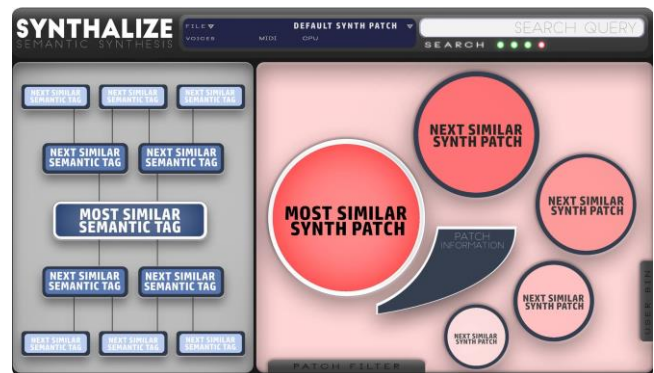 SYNTHALIZE
SEMANTIC SYNTHESIS
FILE
DEFAULT SYNTH PATCH
VOICES
MIDI
CPU
SEARCH QUERY
SEARCH
NEXT SIMILAR
SEMANTIC TAG
NEXT SIMILAR
SEMANTIC TAG
NEXT SIMILAR
SEMANTIC TAG
NEXT SIMILAR
SEMANTIC TAG
NEXT SIMILAR
SEMANTIC TAG
MOST SIMILAR
SEMANTIC TAG
NEXT SIMILAR
SEMANTIC TAG
NEXT SIMILAR
SEMANTIC TAG
NEXT SIMILAR
SEMANTIC TAG
NEXT SIMILAR
SEMANTIC TAG
NEXT SIMILAR
SEMANTIC TAG
MOST SIMILAR
SYNTH PATCH
NEXT SIMILAR
SYNTH PATCH
NEXT SIMILAR
SYNTH PATCH
PATCH
INFORMATION
NEXT SIMILAR
SYNTH PATCH
NEXT SIMILAR
SYNTH PATCH
PATCH FILTER
USER BIN